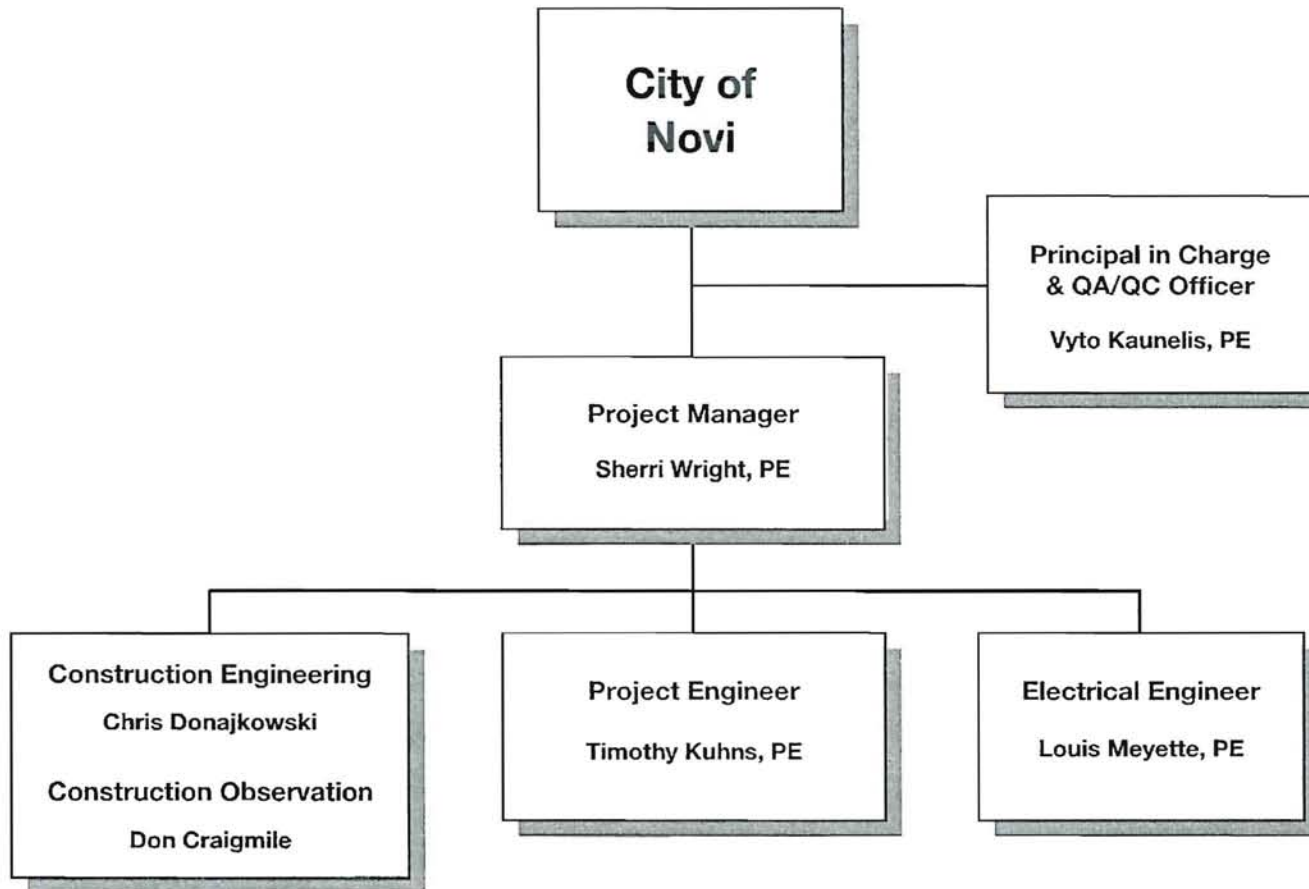 City of
Novi
Principal in Charge
& QA/QC Officer
Vyto Kaunelis, PE
Project Manager
Sherri Wright, PE
Construction Engineering
Chris Donajkowski
Construction Observation
Don Craigmile
Project Engineer
Timothy Kuhns, PE
Electrical Engineer
Louis Meyette, PE